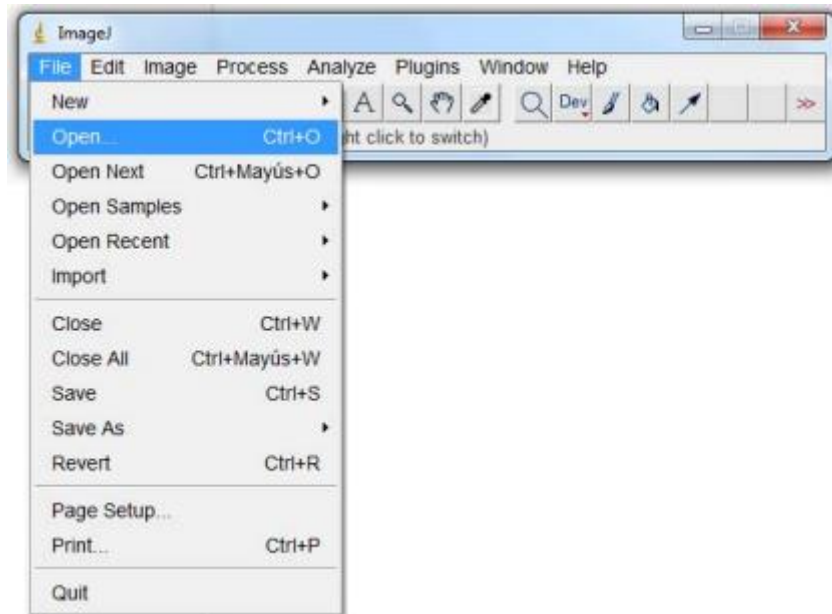 ImageJ
File Edit Image Process Analyze Plugins Window Help
New
A Dev >>
Open... Ctrl+O
ht click to switch)
Open Next Ctrl+Mayús+O
Open Samples
Open Recent
Import
Close Ctrl+W
Close All Ctrl+Mayús+W
Save Ctrl+S
Save As
Revert Ctrl+R
Page Setup...
Print... Ctrl+P
Quit